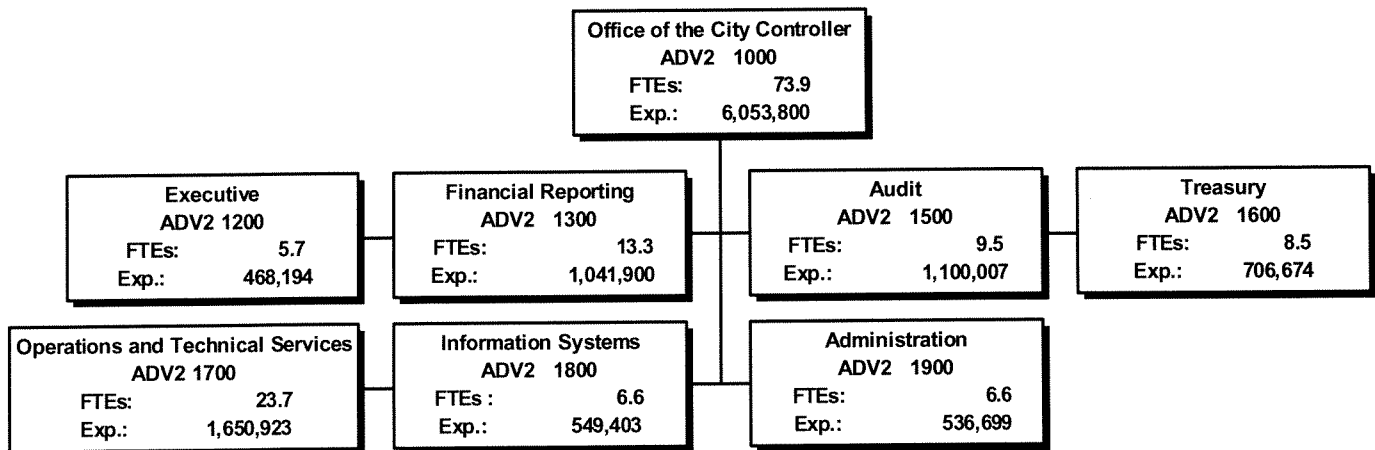 Office of the City Controller
ADV2 1000
FTEs: 73.9
Exp.: 6,053,800
Executive
ADV2 1200
FTEs: 5.7
Exp.: 468,194
Financial Reporting
ADV2 1300
FTEs: 13.3
Exp.: 1,041,900
Audit
ADV2 1500
FTEs: 9.5
Exp.: 1,100,007
Treasury
ADV2 1600
FTEs: 8.5
Exp.: 706,674
Operations and Technical Services
ADV2 1700
FTEs: 23.7
Exp.: 1,650,923
Information Systems
ADV2 1800
FTEs : 6.6
Exp.: 549,403
Administration
ADV2 1900
FTEs: 6.6
Exp.: 536,699